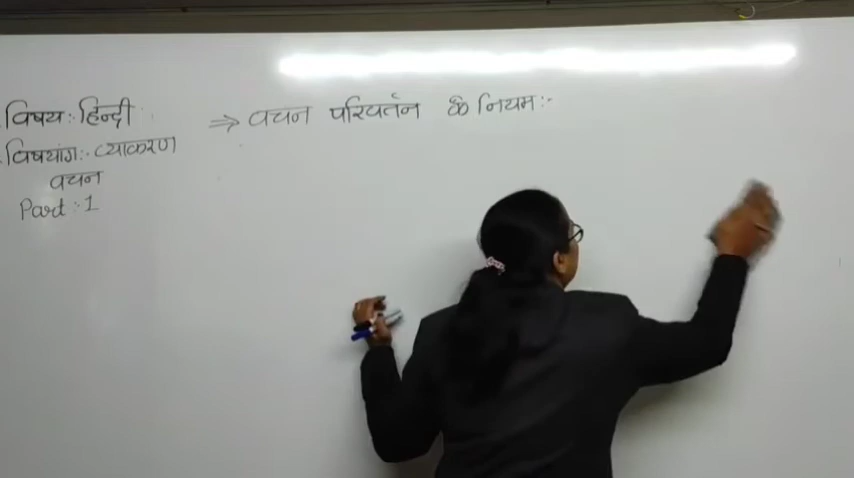 विषय:- हिन्दी
विषयांग:- व्याकरण
वचन
Part :- 1
⇒ वचन परिवर्तन के नियम:-